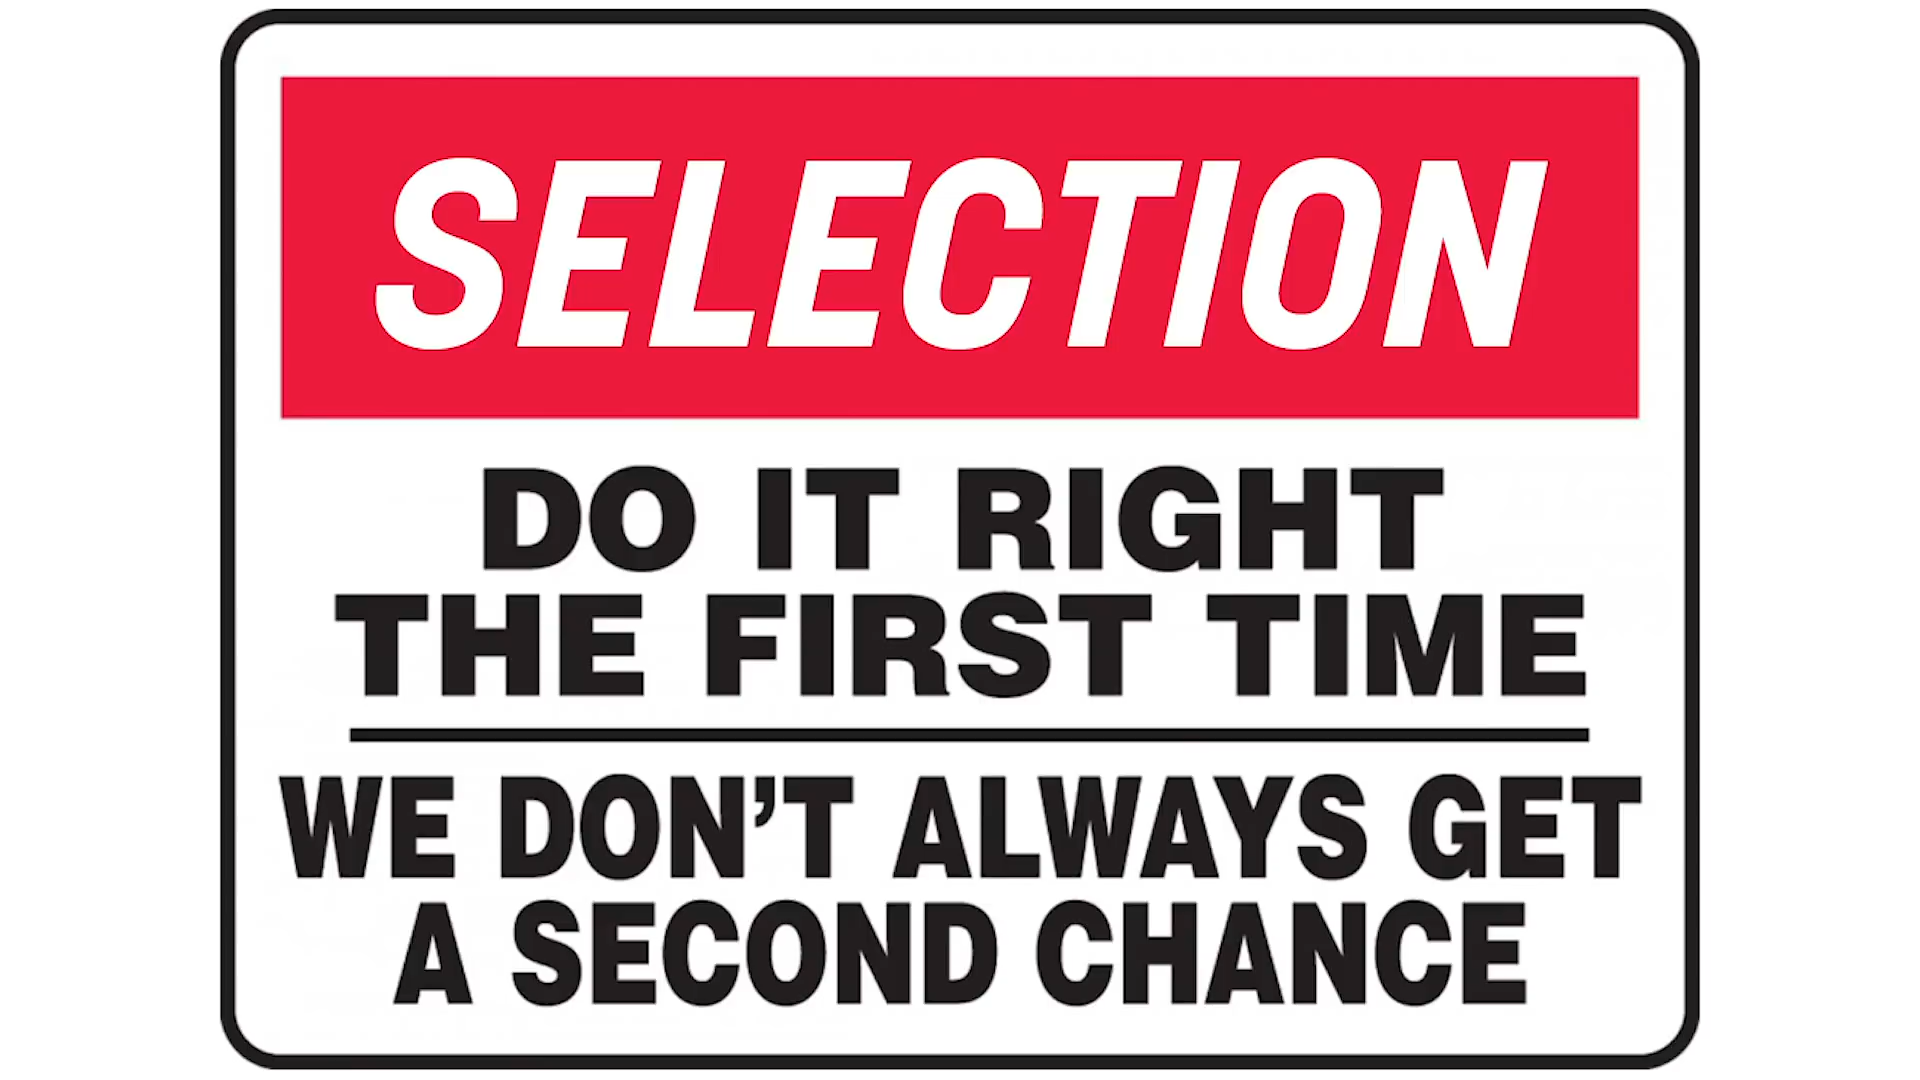 SELECTION
DO IT RIGHT
THE FIRST TIME
WE DON'T ALWAYS GET
A SECOND CHANCE